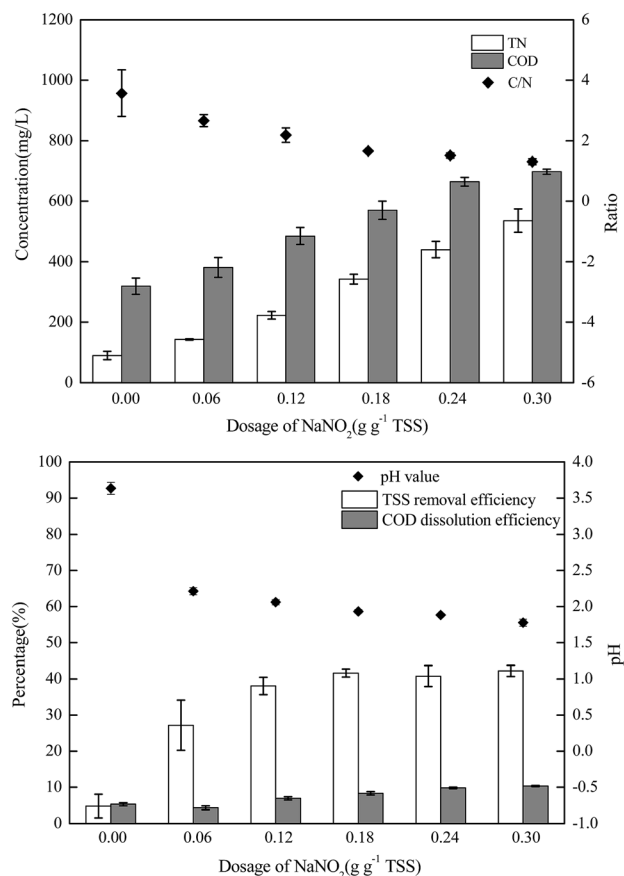 1200
1000
800
600
400
200
0
Concentration(mg/L)
TN
COD
C/N
6
4
2
0
-2
-4
-6
Ratio
0.00 0.06 0.12 0.18 0.24 0.30
Dosage of NaNO₂(g g⁻¹ TSS)
100
90
80
70
60
50
40
30
20
10
0
Percentage(%)
pH value
TSS removal efficiency
COD dissolution efficiency
4.0
3.5
3.0
2.5
2.0
1.5
1.0
0.5
0.0
-0.5
-1.0
pH
0.00 0.06 0.12 0.18 0.24 0.30
Dosage of NaNO₂(g g⁻¹ TSS)